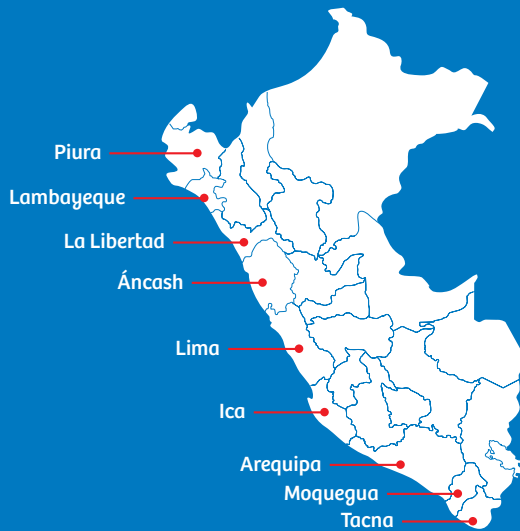 Piura
Lambayeque
La Libertad
Áncash
Lima
Ica
Arequipa
Moquegua
Tacna